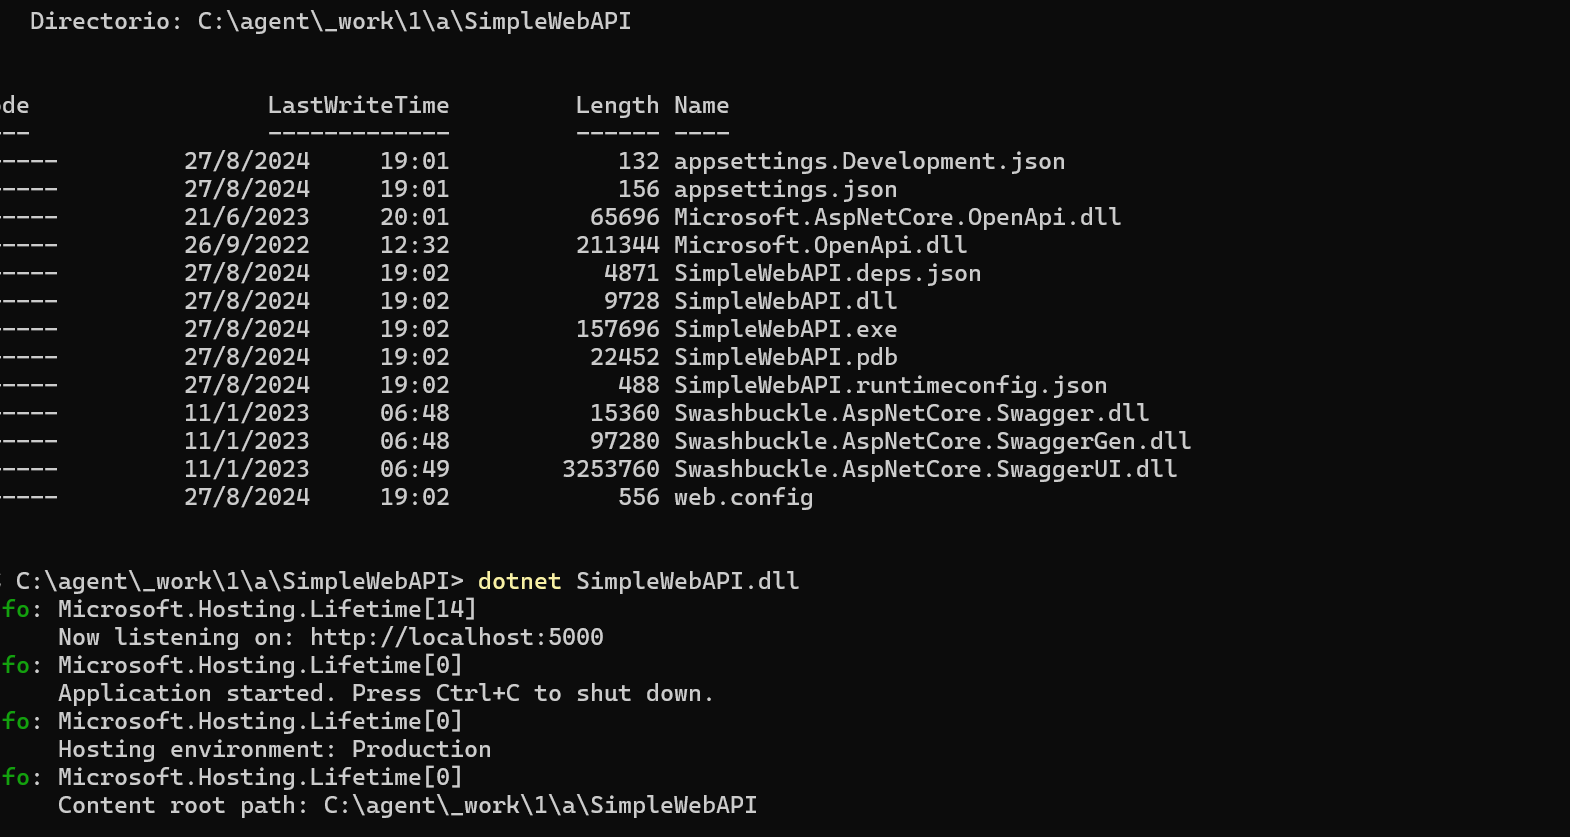 Directorio: C:\agent\_work\1\a\SimpleWebAPI
de LastWriteTime Length Name
--- ------------- ------ ----
----- 27/8/2024 19:01 132 appsettings.Development.json
----- 27/8/2024 19:01 156 appsettings.json
----- 21/6/2023 20:01 65696 Microsoft.AspNetCore.OpenApi.dll
----- 26/9/2022 12:32 211344 Microsoft.OpenApi.dll
----- 27/8/2024 19:02 4871 SimpleWebAPI.deps.json
----- 27/8/2024 19:02 9728 SimpleWebAPI.dll
----- 27/8/2024 19:02 157696 SimpleWebAPI.exe
----- 27/8/2024 19:02 22452 SimpleWebAPI.pdb
----- 27/8/2024 19:02 488 SimpleWebAPI.runtimeconfig.json
----- 11/1/2023 06:48 15360 Swashbuckle.AspNetCore.Swagger.dll
----- 11/1/2023 06:48 97280 Swashbuckle.AspNetCore.SwaggerGen.dll
----- 11/1/2023 06:49 3253760 Swashbuckle.AspNetCore.SwaggerUI.dll
----- 27/8/2024 19:02 556 web.config
C:\agent\_work\1\a\SimpleWebAPI> dotnet SimpleWebAPI.dll
fo: Microsoft.Hosting.Lifetime[14]
Now listening on: http://localhost:5000
fo: Microsoft.Hosting.Lifetime[0]
Application started. Press Ctrl+C to shut down.
fo: Microsoft.Hosting.Lifetime[0]
Hosting environment: Production
fo: Microsoft.Hosting.Lifetime[0]
Content root path: C:\agent\_work\1\a\SimpleWebAPI